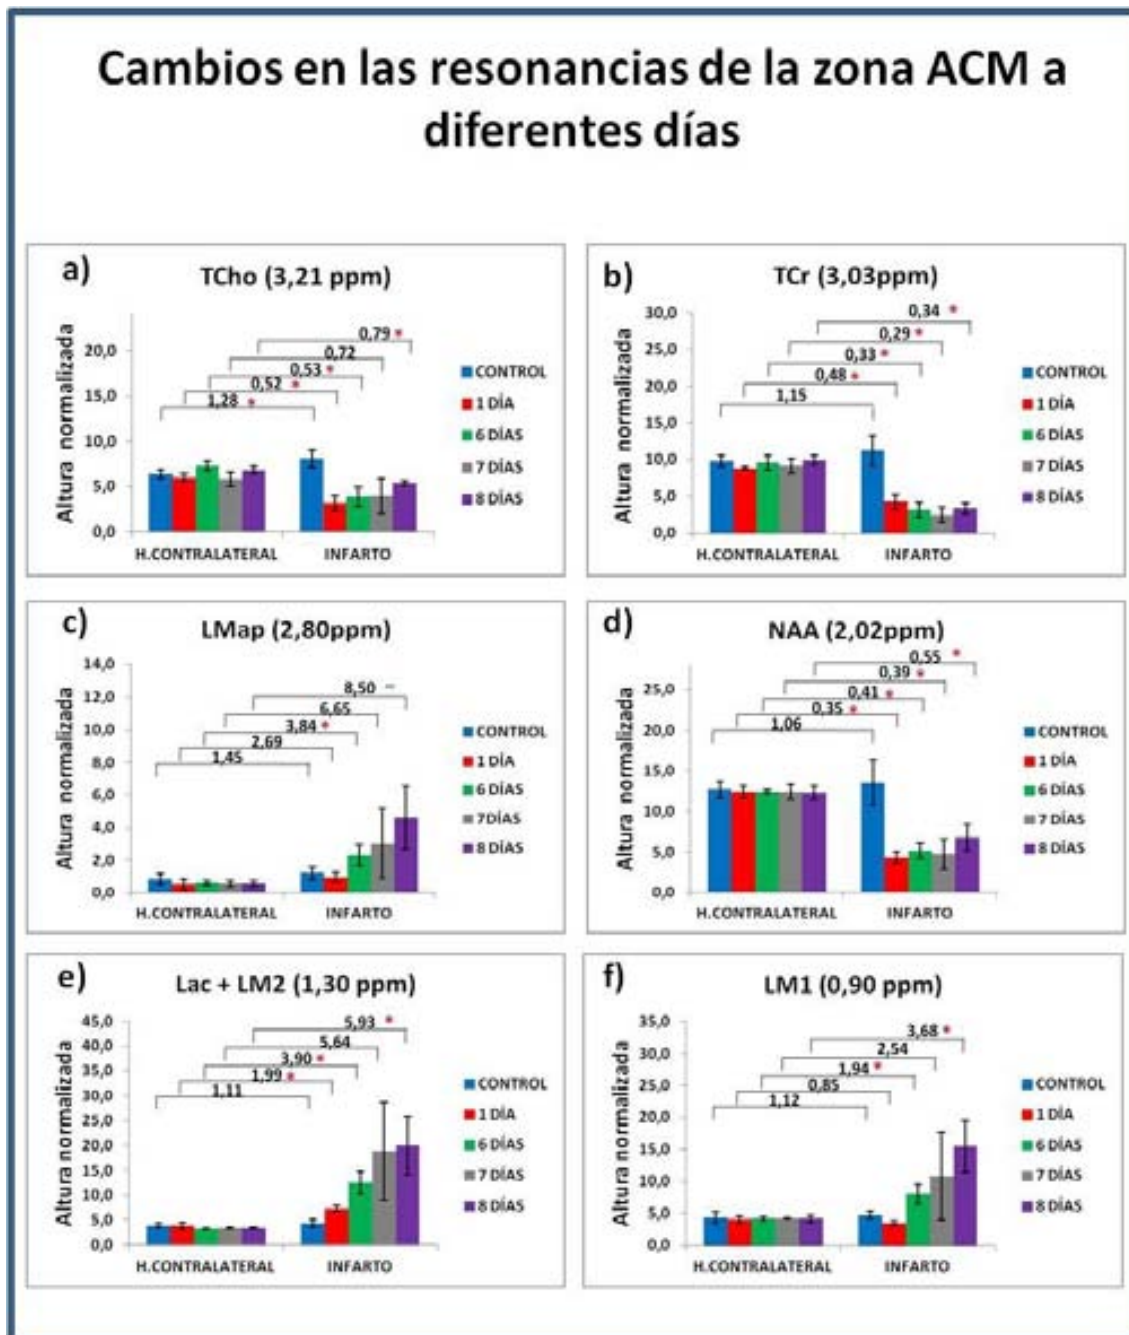 Cambios en las resonancias de la zona ACM a
diferentes días
a)
TCho (3,21 ppm)
Altura normalizada
20,0
15,0
10,0
5,0
0,0
0,79 *
0,72
0,53 *
0,52 *
1,28 *
H.CONTRALATERAL
INFARTO
CONTROL
1 DÍA
6 DÍAS
7 DÍAS
8 DÍAS
b)
TCr (3,03ppm)
Altura normalizada
30,0
25,0
20,0
15,0
10,0
5,0
0,0
0,34 *
0,29 *
0,33 *
0,48 *
1,15
H.CONTRALATERAL
INFARTO
CONTROL
1 DÍA
6 DÍAS
7 DÍAS
8 DÍAS
c)
LMap (2,80ppm)
Altura normalizada
14,0
12,0
10,0
8,0
6,0
4,0
2,0
0,0
8,50 –
6,65
3,84 *
2,69
1,45
H.CONTRALATERAL
INFARTO
CONTROL
1 DÍA
6 DÍAS
7 DÍAS
8 DÍAS
d)
NAA (2,02ppm)
Altura normalizada
25,0
20,0
15,0
10,0
5,0
0,0
0,55 *
0,39 *
0,41 *
0,35 *
1,06
H.CONTRALATERAL
INFARTO
CONTROL
1 DÍA
6 DÍAS
7 DÍAS
8 DÍAS
e)
Lac + LM2 (1,30 ppm)
Altura normalizada
45,0
40,0
35,0
30,0
25,0
20,0
15,0
10,0
5,0
0,0
5,93 *
5,64
3,90 *
1,99 *
1,11
H.CONTRALATERAL
INFARTO
CONTROL
1 DÍA
6 DÍAS
7 DÍAS
8 DÍAS
f)
LM1 (0,90 ppm)
Altura normalizada
35,0
30,0
25,0
20,0
15,0
10,0
5,0
0,0
3,68 *
2,54
1,94 *
0,85
1,12
H.CONTRALATERAL
INFARTO
CONTROL
1 DÍA
6 DÍAS
7 DÍAS
8 DÍAS